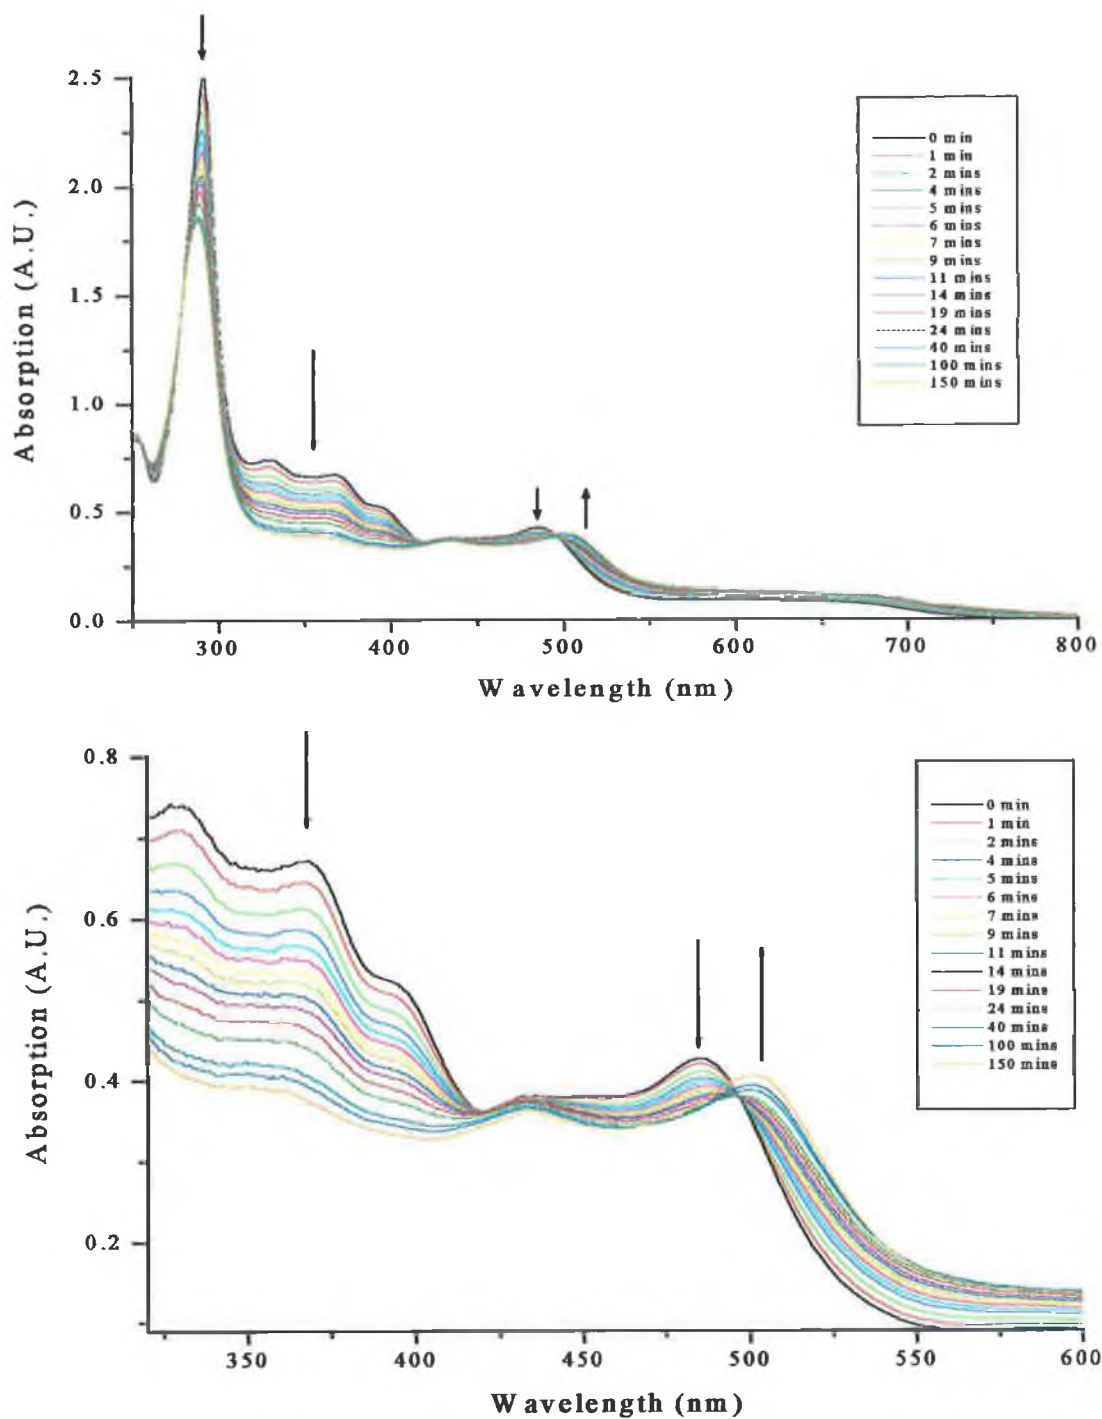 2.5
2.0
1.5
1.0
0.5
0.0
Absorption (A.U.)
300
400
500
600
700
800
Wavelength (nm)
0 min
1 min
2 mins
4 mins
5 mins
6 mins
7 mins
9 mins
11 mins
14 mins
19 mins
24 mins
40 mins
100 mins
150 mins
0.8
0.6
0.4
0.2
Absorption (A.U.)
350
400
450
500
550
600
Wavelength (nm)
0 min
1 min
2 mins
4 mins
5 mins
6 mins
7 mins
9 mins
11 mins
14 mins
19 mins
24 mins
40 mins
100 mins
150 mins